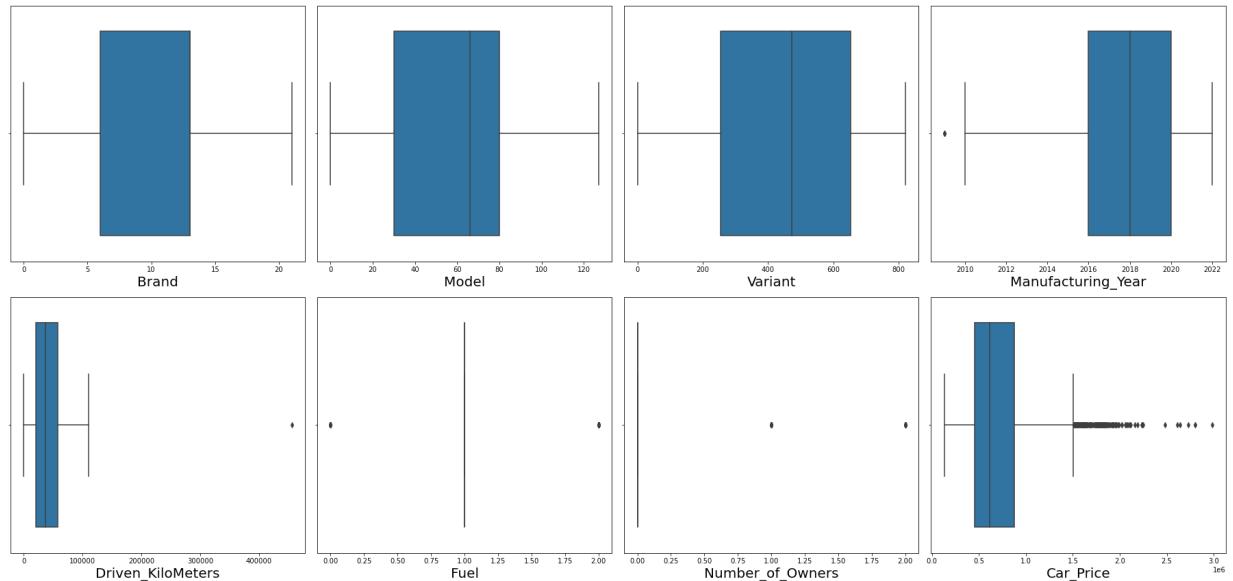 0 5 10 15 20
Brand
0 20 40 60 80 100 120
Model
0 200 400 600 800
Variant
2010 2012 2014 2016 2018 2020 2022
Manufacturing_Year
0 100000 200000 300000 400000
Driven_KiloMeters
0.00 0.25 0.50 0.75 1.00 1.25 1.50 1.75 2.00
Fuel
0.00 0.25 0.50 0.75 1.00 1.25 1.50 1.75 2.00
Number_of_Owners
0.0 0.5 1.0 1.5 2.0 2.5 3.0
1e6
Car_Price